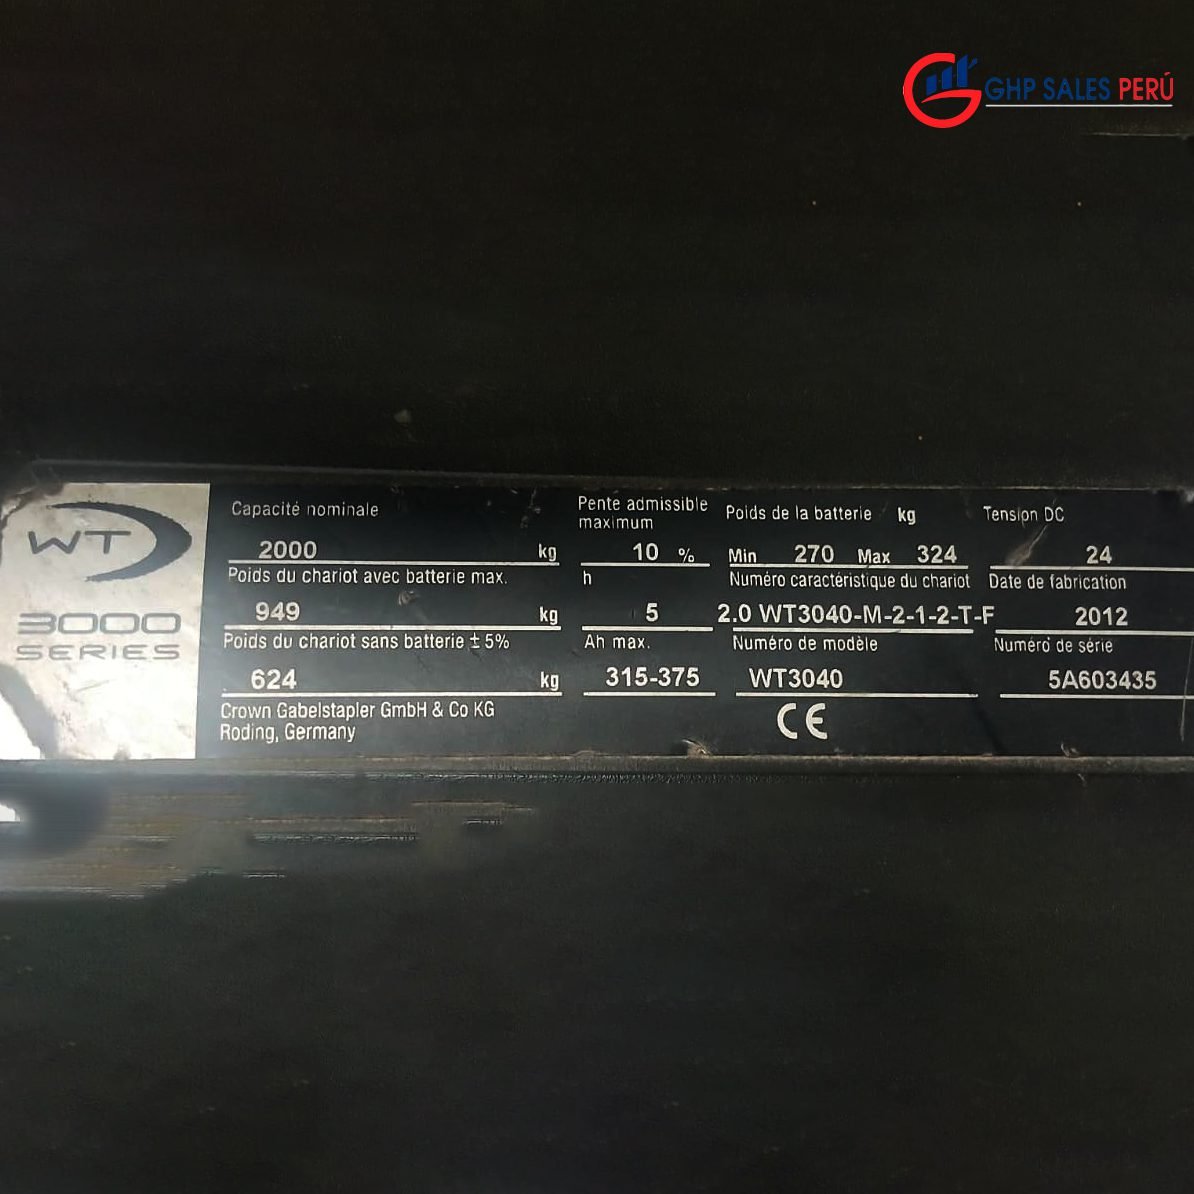 GHP SALES PERÚ
WT
3000
SERIES
Capacité nominale
2000 kg
Poids du chariot avec batterie max.
949 kg
Poids du chariot sans batterie ± 5%
624 kg
Crown Gabelstapler GmbH & Co KG
Roding, Germany
Pente admissible
maximum
10 %
h
5
Ah max.
315-375
Poids de la batterie kg
Min 270 Max 324
Numéro caractéristique du chariot
2.0 WT3040-M-2-1-2-T-F
Numéro de modèle
WT3040
CE
Tension DC
24
Date de fabrication
2012
Numéro de série
5A603435